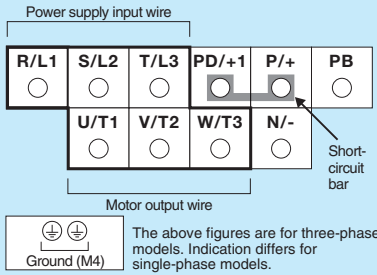 Power supply input wire
R/L1 S/L2 T/L3 PD/+1 P/+ PB
U/T1 V/T2 W/T3 N/-
Short-
circuit
bar
Motor output wire
Ground (M4)
The above figures are for three-phase
models. Indication differs for
single-phase models.